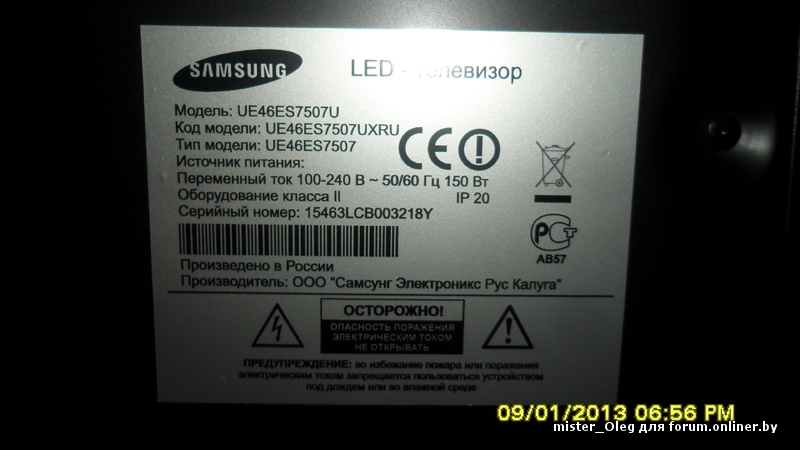 SAMSUNG
LED - телевизор
Модель: UE46ES7507U
Код модели: UE46ES7507UXRU
Тип модели: UE46ES7507
Источник питания:
Переменный ток 100-240 В ~ 50/60 Гц 150 Вт
Оборудование класса II IP 20
Серийный номер: 15463LCB003218Y
РСТ
АВ57
Произведено в России
Производитель: ООО "Самсунг Электроникс Рус Калуга"
ОСТОРОЖНО!
ОПАСНОСТЬ ПОРАЖЕНИЯ
ЭЛЕКТРИЧЕСКИМ ТОКОМ
НЕ ОТКРЫВАТЬ
ПРЕДУПРЕЖДЕНИЕ: во избежание пожара или поражения
электрическим током запрещается пользоваться устройством
под дождем или во влажной среде
09/01/2013 06:56 PM
mister_Oleg для forum.onliner.by